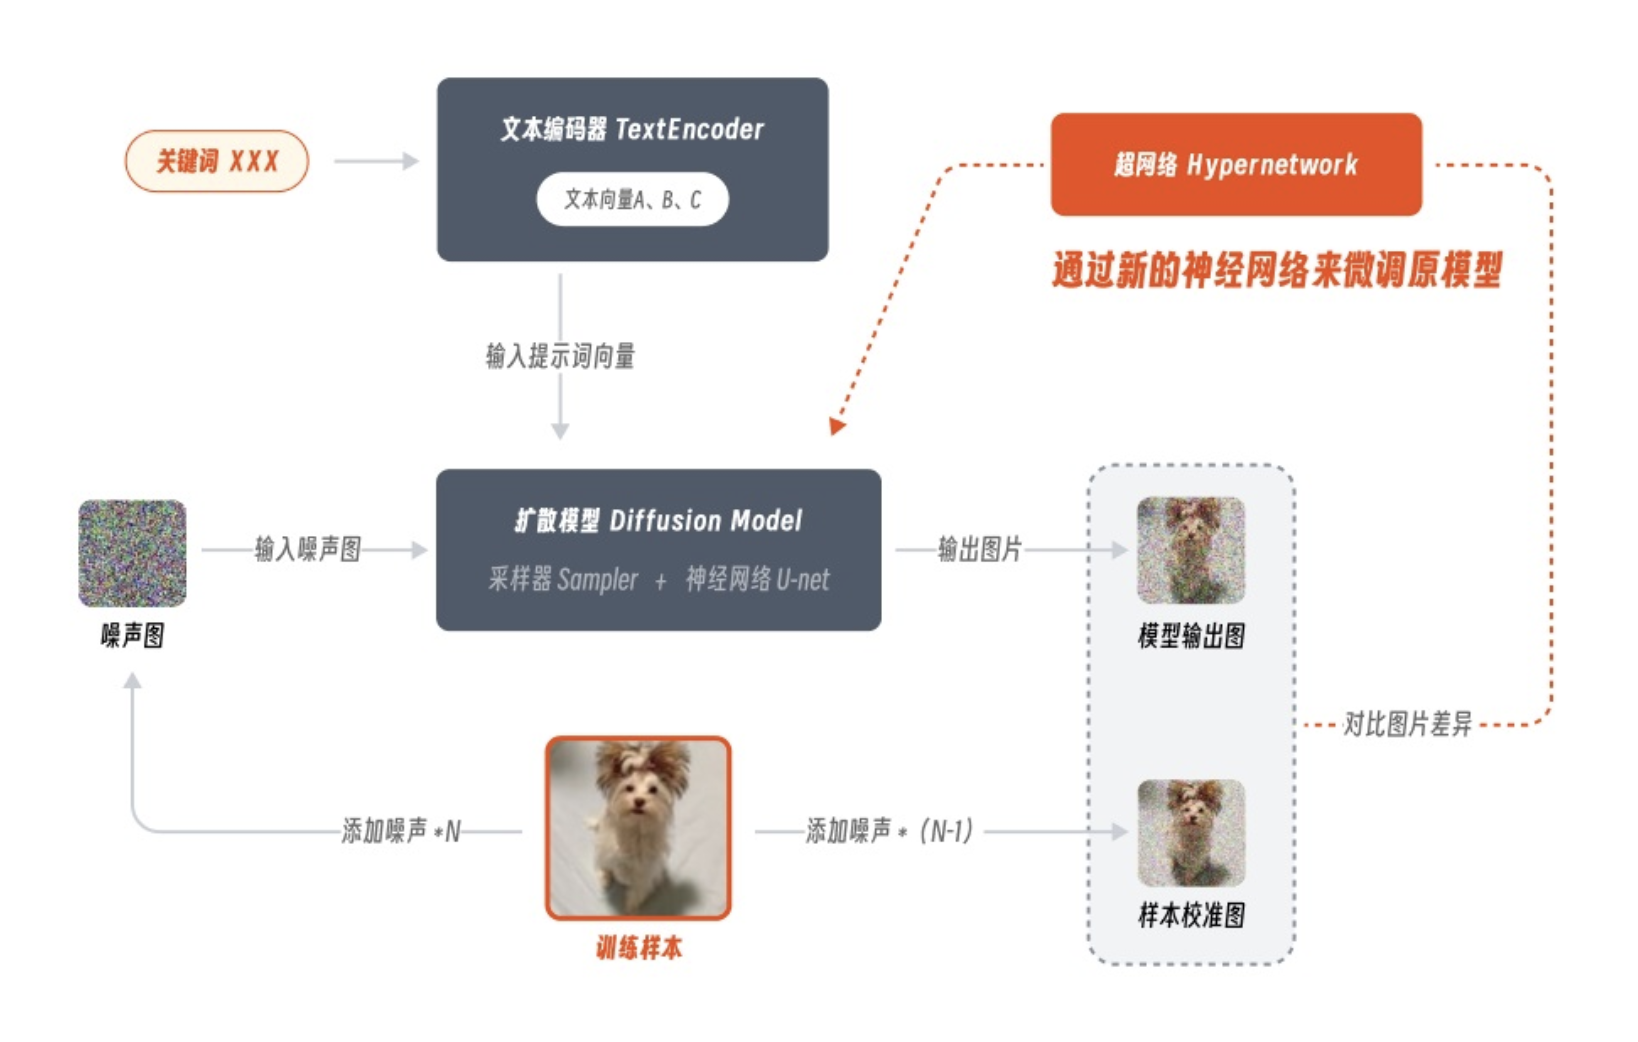 文本编码器 TextEncoder
关键词 XXX
文本向量A、B、C
超网络 Hypernetwork
通过新的神经网络来微调原模型
输入提示词向量
扩散模型 Diffusion Model
采样器 Sampler + 神经网络 U-net
输入噪声图
输出图片
噪声图
模型输出图
对比图片差异
添加噪声 *N
添加噪声 *（N-1）
样本校准图
训练样本